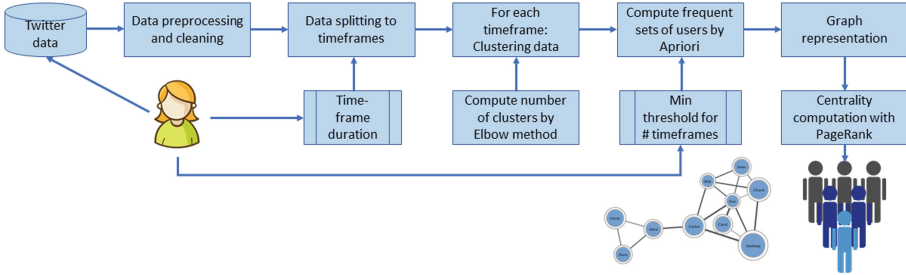 Twitter
data
Data preprocessing
and cleaning
Data splitting to
timeframes
For each
timeframe:
Clustering data
Compute frequent
sets of users by
Apriori
Graph
representation
Time-
frame
duration
Compute number
of clusters by
Elbow method
Min
threshold for
# timeframes
Centrality
computation with
PageRank